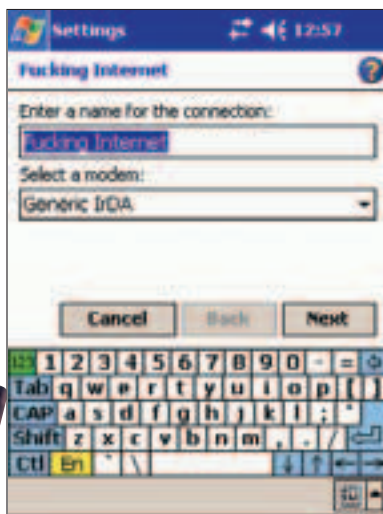 Settings 12:57
Fucking Internet
Enter a name for the connection:
Fucking Internet
Select a modem:
Generic IrDA
Cancel Back Next
123 1 2 3 4 5 6 7 8 9 0 - =
Tab q w e r t y u i o p [ ]
CAP a s d f g h j k l ; '
Shift z x c v b n m , . /
Ctl En ` \